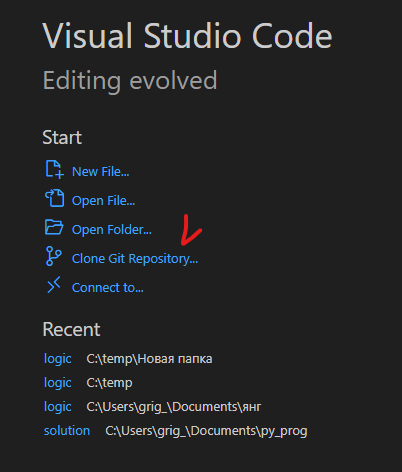 Visual Studio Code
Editing evolved
Start
New File...
Open File...
Open Folder...
Clone Git Repository...
Connect to...
Recent
logic C:\temp\Новая папка
logic C:\temp
logic C:\Users\grig_\Documents\янг
solution C:\Users\grig_\Documents\py_prog